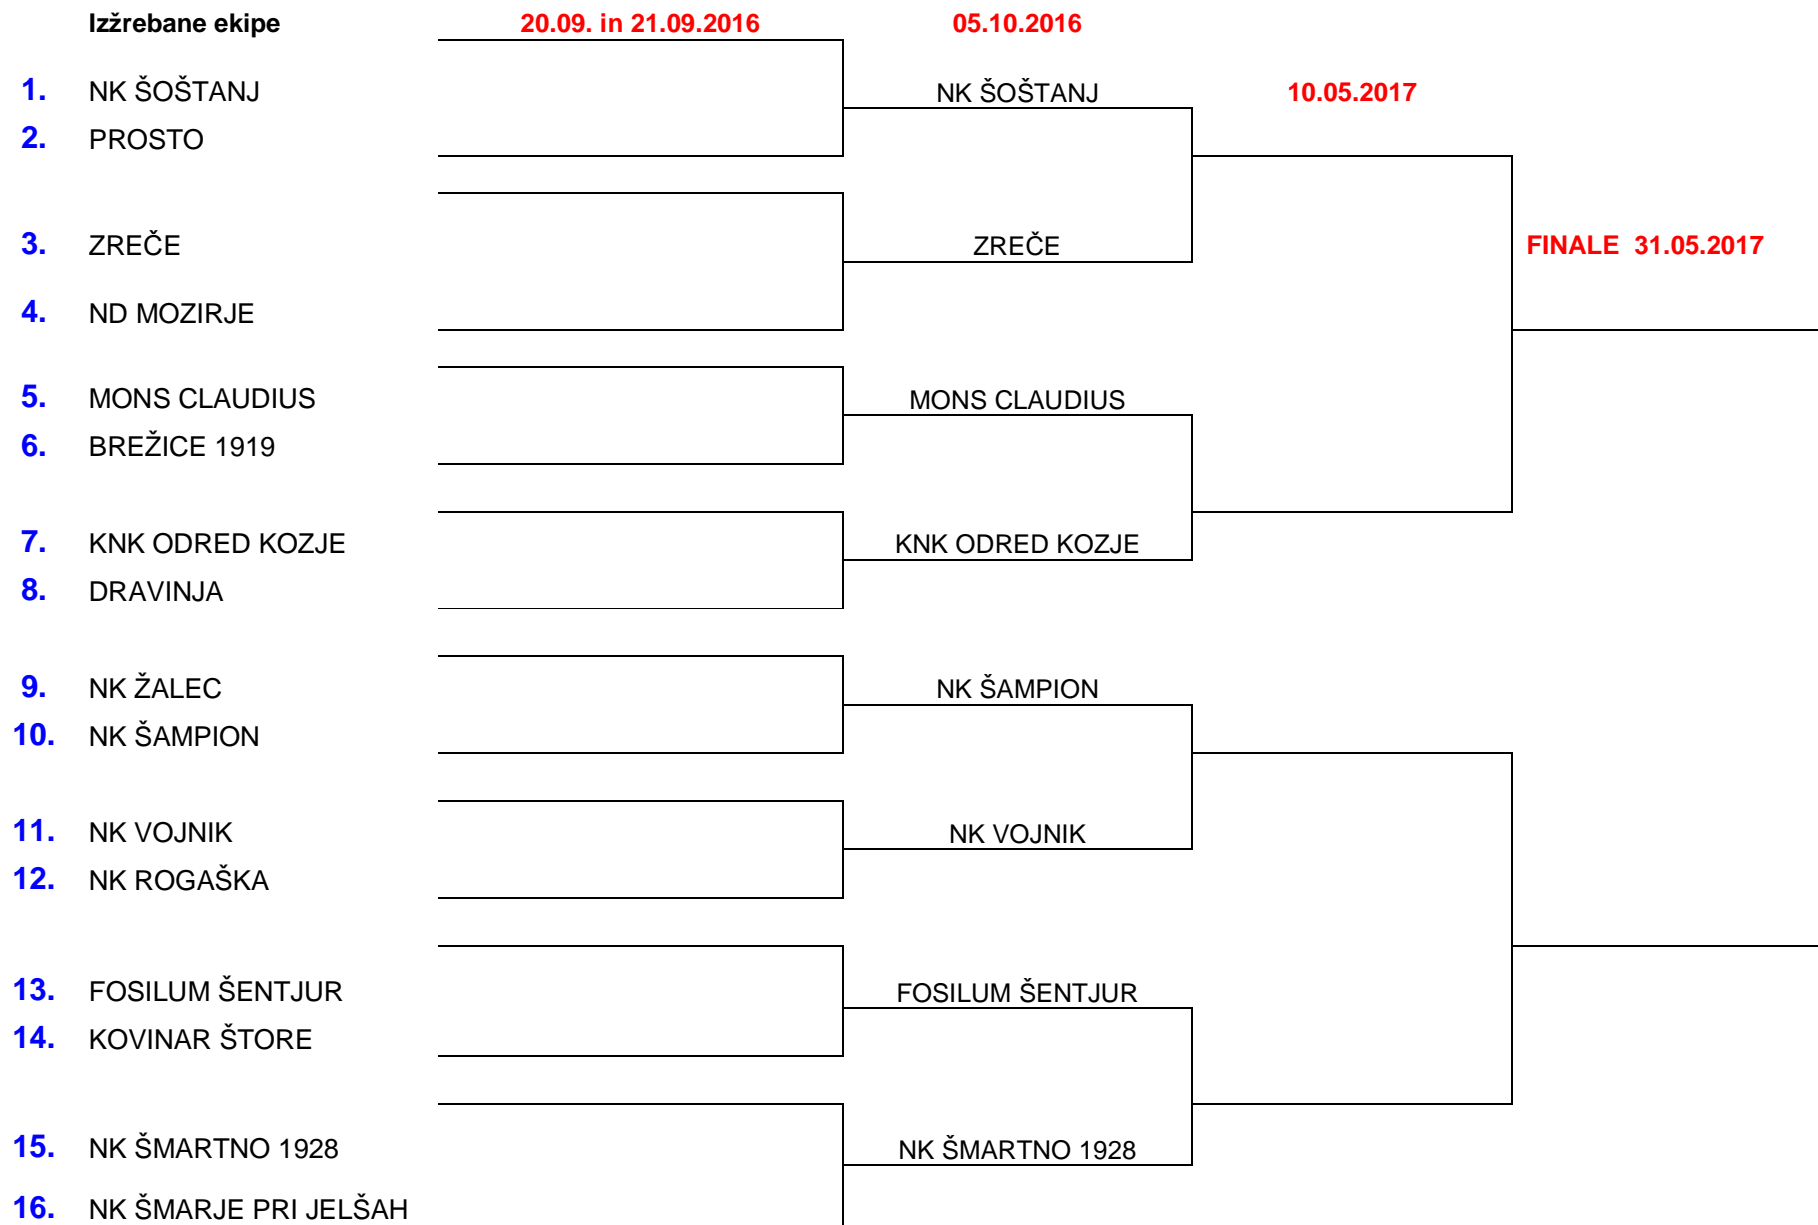 Izžrebane ekipe 20.09. in 21.09.2016 05.10.2016
1. NK ŠOŠTANJ NK ŠOŠTANJ 10.05.2017
2. PROSTO
3. ZREČE ZREČE FINALE 31.05.2017
4. ND MOZIRJE
5. MONS CLAUDIUS MONS CLAUDIUS
6. BREŽICE 1919
7. KNK ODRED KOZJE KNK ODRED KOZJE
8. DRAVINJA
9. NK ŽALEC NK ŠAMPION
10. NK ŠAMPION
11. NK VOJNIK NK VOJNIK
12. NK ROGAŠKA
13. FOSILUM ŠENTJUR FOSILUM ŠENTJUR
14. KOVINAR ŠTORE
15. NK ŠMARTNO 1928 NK ŠMARTNO 1928
16. NK ŠMARJE PRI JELŠAH